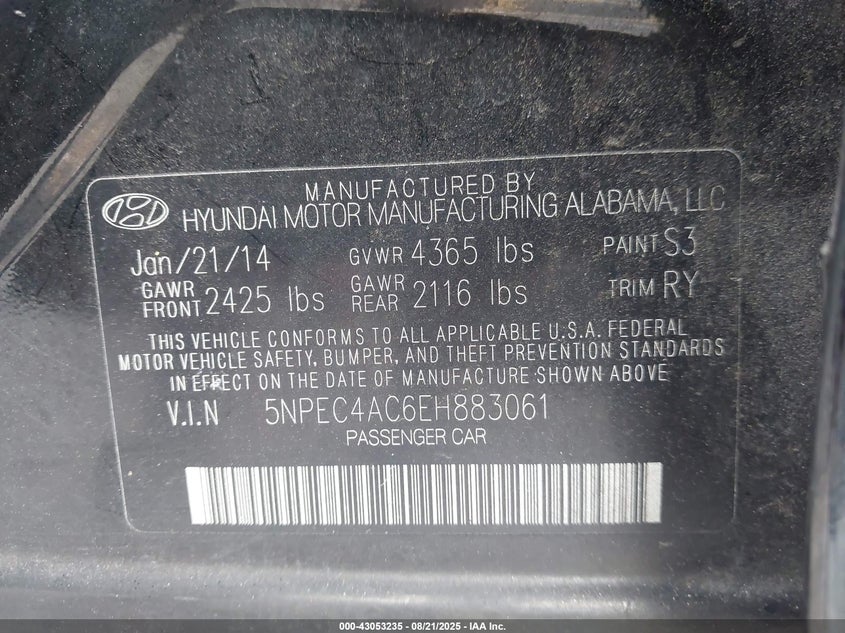 MANUFACTURED BY
HYUNDAI MOTOR MANUFACTURING ALABAMA, LLC
Jan/21/14 GVWR 4365 lbs PAINT S3
GAWR FRONT 2425 lbs GAWR REAR 2116 lbs TRIM RY
THIS VEHICLE CONFORMS TO ALL APPLICABLE U.S.A. FEDERAL
MOTOR VEHICLE SAFETY, BUMPER, AND THEFT PREVENTION STANDARDS
IN EFFECT ON THE DATE OF MANUFACTURE SHOWN ABOVE
V.I.N 5NPEC4AC6EH883061
PASSENGER CAR
000-43053235 - 08/21/2025 - IAA Inc.